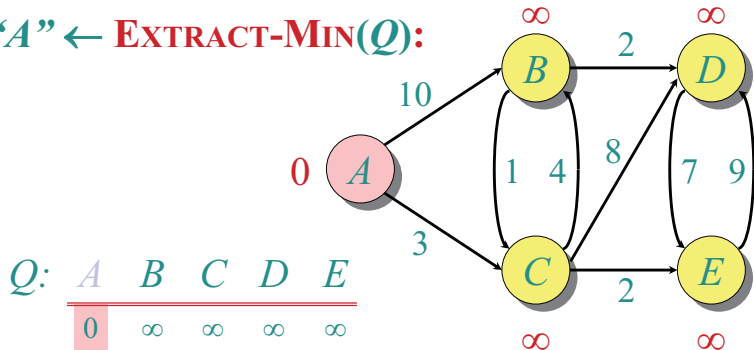 “A” ← EXTRACT-MIN(Q):
∞ ∞
B 2 D
10
0 A 1 4 8 7 9
3
Q: A B C D E
C 2 E
0 ∞ ∞ ∞ ∞
∞ ∞